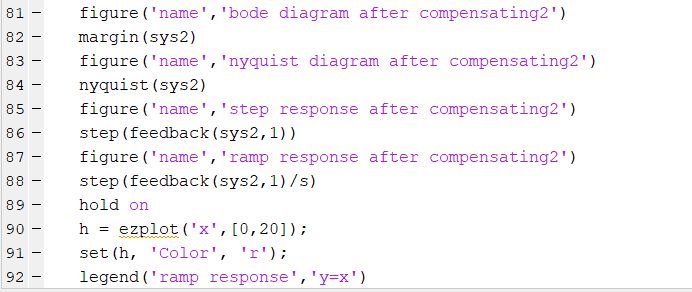 81 – figure('name','bode diagram after compensating2')
82 – margin(sys2)
83 – figure('name','nyquist diagram after compensating2')
84 – nyquist(sys2)
85 – figure('name','step response after compensating2')
86 – step(feedback(sys2,1))
87 – figure('name','ramp response after compensating2')
88 – step(feedback(sys2,1)/s)
89 – hold on
90 – h = ezplot('x',[0,20]);
91 – set(h, 'Color', 'r');
92 – legend('ramp response','y=x')